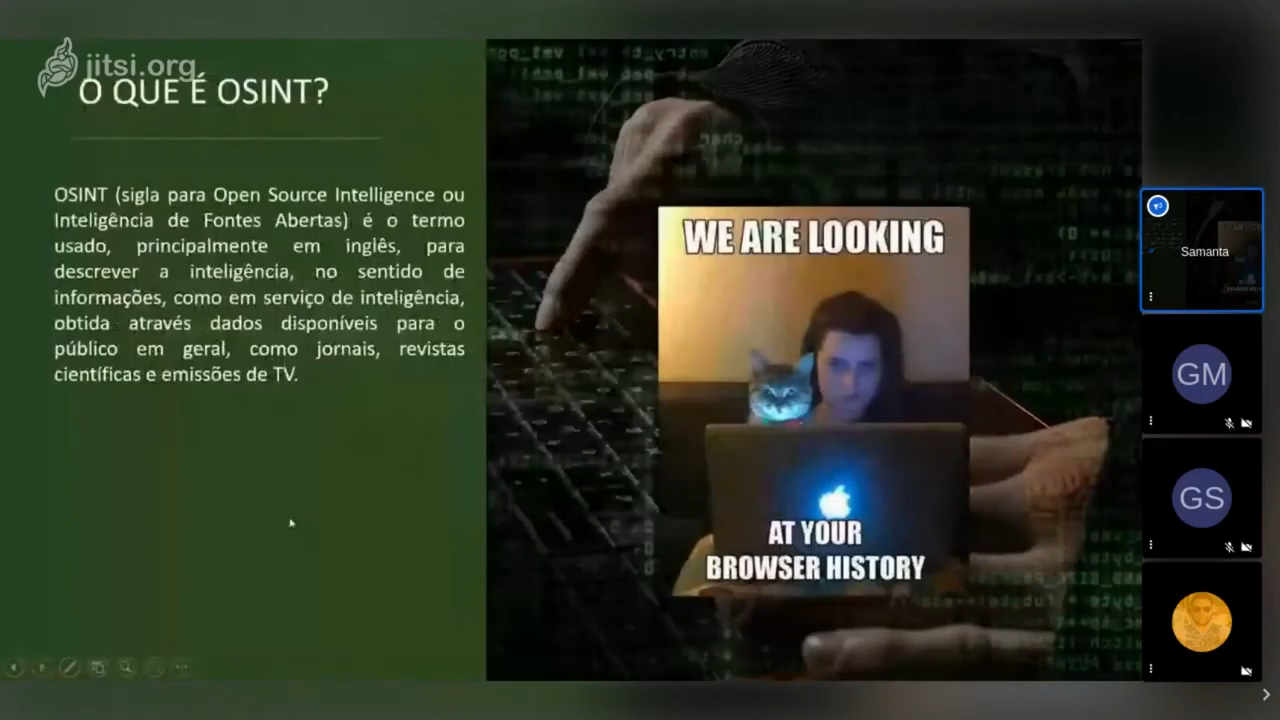 jitsi.org
O QUE É OSINT?
OSINT (sigla para Open Source Intelligence ou
Inteligência de Fontes Abertas) é o termo
usado, principalmente em inglês, para
descrever a inteligência, no sentido de
informações, como em serviço de inteligência,
obtida através dados disponíveis para o
público em geral, como jornais, revistas
científicas e emissões de TV.
WE ARE LOOKING
AT YOUR
BROWSER HISTORY
Samanta
GM
GS